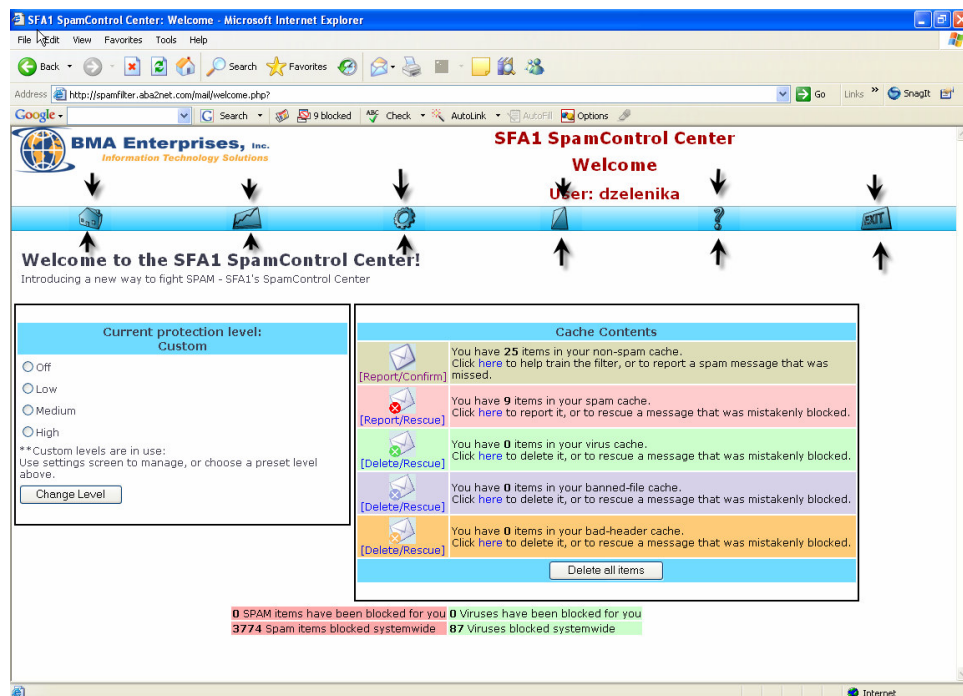 SFA1 SpamControl Center: Welcome - Microsoft Internet Explorer
File Edit View Favorites Tools Help
Back Search Favorites
Address http://spamfilter.aba2net.com/mail/welcome.php? Go Links » SnagIt
Google Search 9 blocked ABC Check AutoLink AutoFill Options
BMA Enterprises, Inc.
Information Technology Solutions
SFA1 SpamControl Center
Welcome
User: dzelenika
? EXIT
Welcome to the SFA1 SpamControl Center!
Introducing a new way to fight SPAM - SFA1's SpamControl Center
Current protection level:
Custom
Off
Low
Medium
High
**Custom levels are in use:
Use settings screen to manage, or choose a preset level
above.
Change Level
Cache Contents
You have 25 items in your non-spam cache.
Click here to help train the filter, or to report a spam message that was
missed.
[Report/Confirm]
You have 9 items in your spam cache.
Click here to report it, or to rescue a message that was mistakenly blocked.
[Report/Rescue]
You have 0 items in your virus cache.
Click here to delete it, or to rescue a message that was mistakenly blocked.
[Delete/Rescue]
You have 0 items in your banned-file cache.
Click here to delete it, or to rescue a message that was mistakenly blocked.
[Delete/Rescue]
You have 0 items in your bad-header cache.
Click here to delete it, or to rescue a message that was mistakenly blocked.
[Delete/Rescue]
Delete all items
0 SPAM items have been blocked for you 0 Viruses have been blocked for you
3774 Spam items blocked systemwide 87 Viruses blocked systemwide
Internet